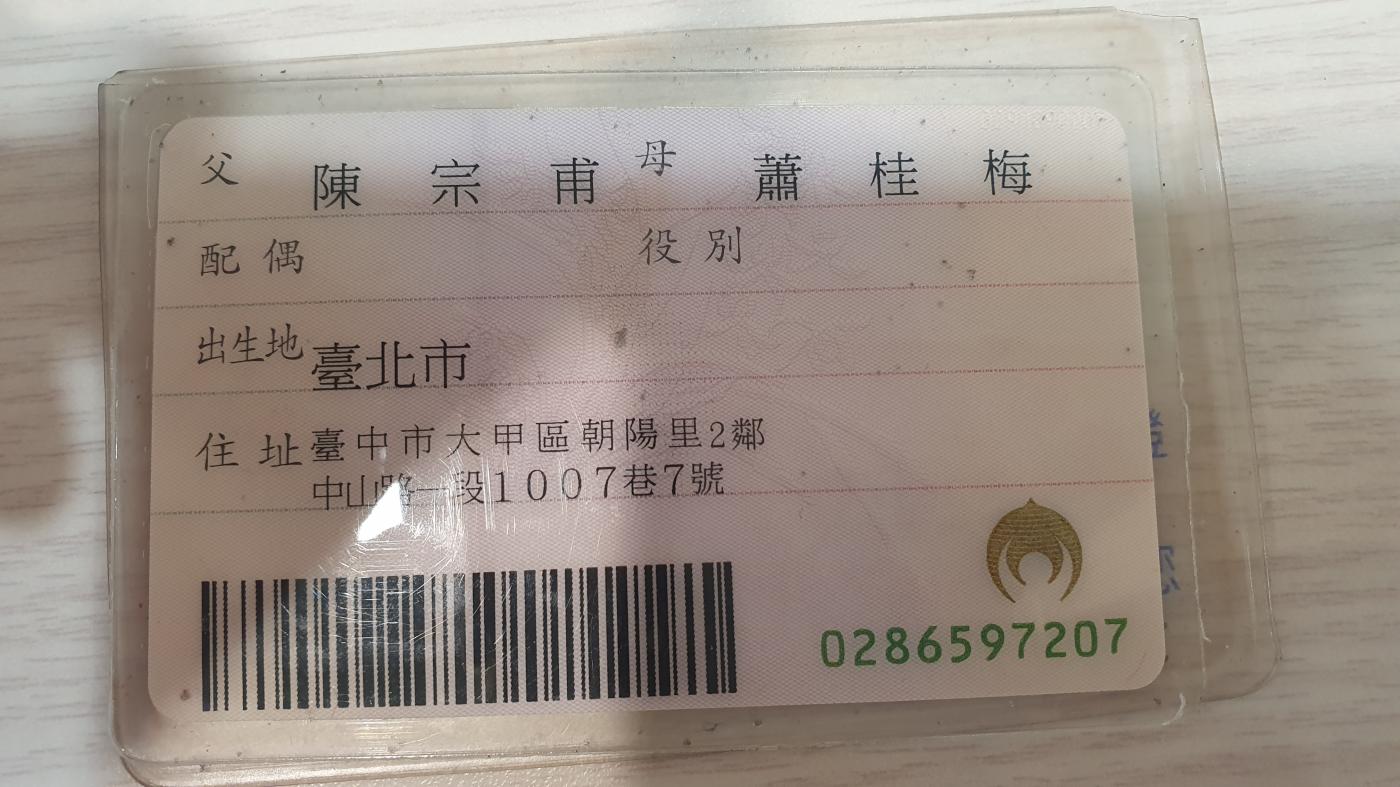 父 陳宗甫 母 蕭桂梅
配偶 役別
出生地 臺北市
住址 臺中市大甲區朝陽里2鄰
中山路一段1007巷7號
0286597207